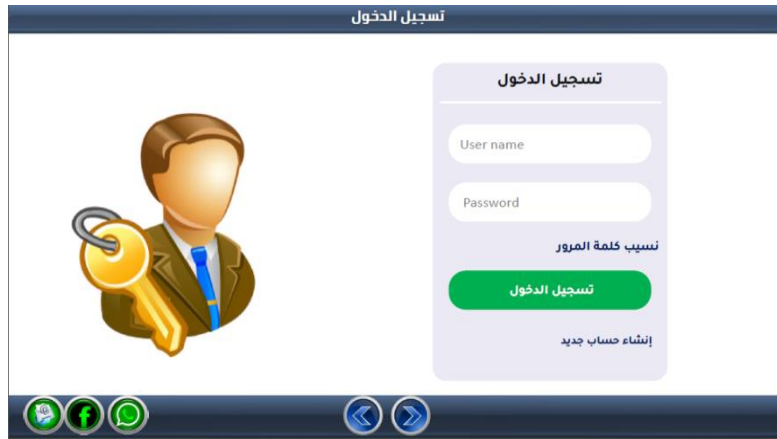 تسجيل الدخول
تسجيل الدخول
User name
Password
نسيب كلمة المرور
تسجيل الدخول
إنشاء حساب جديد